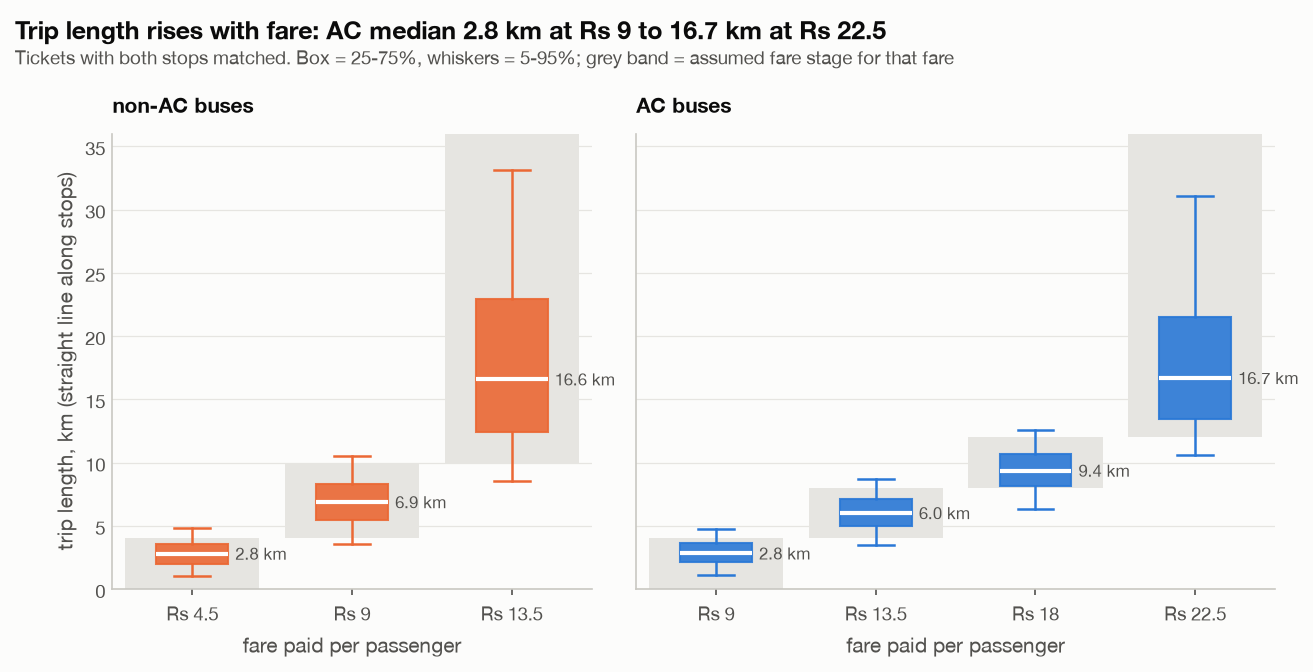 Trip length rises with fare: AC median 2.8 km at Rs 9 to 16.7 km at Rs 22.5
Tickets with both stops matched. Box = 25-75%, whiskers = 5-95%; grey band = assumed fare stage for that fare
non-AC buses
trip length, km (straight line along stops)
35
30
25
20
15
10
5
0
2.8 km
6.9 km
16.6 km
Rs 4.5
Rs 9
Rs 13.5
fare paid per passenger
AC buses
2.8 km
6.0 km
9.4 km
16.7 km
Rs 9
Rs 13.5
Rs 18
Rs 22.5
fare paid per passenger